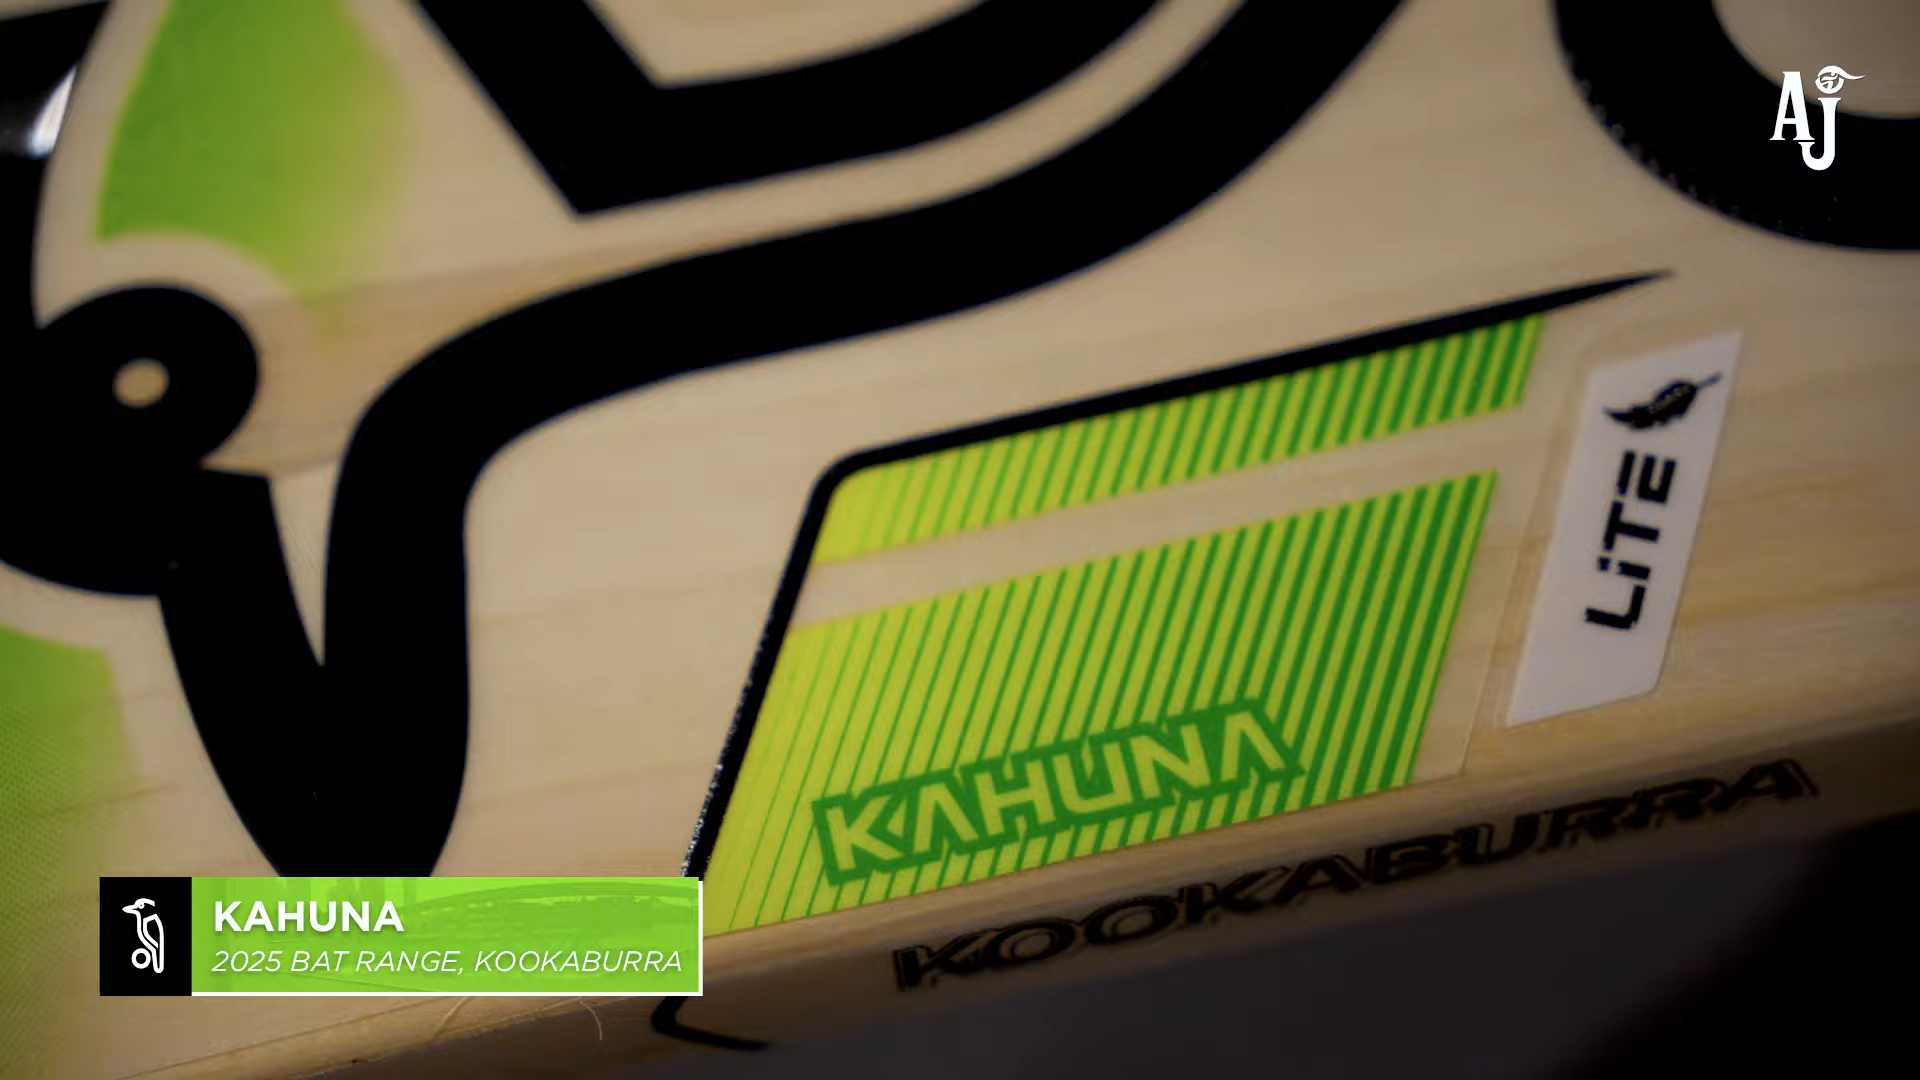 AJ
LiTE
KAHUNA
KOOKABURRA
KAHUNA
2025 BAT RANGE, KOOKABURRA